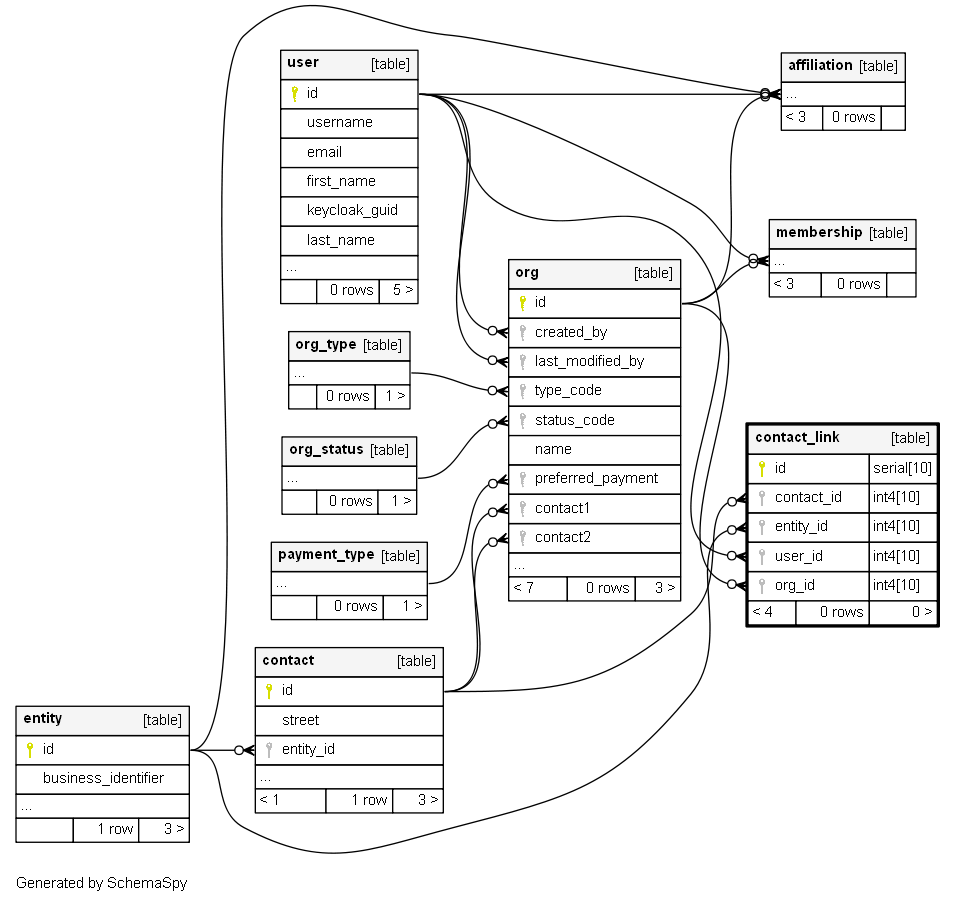 user [table]
id
username
email
first_name
keycloak_guid
last_name
...
0 rows 5 >
affiliation [table]
...
< 3 0 rows
membership [table]
...
< 3 0 rows
org [table]
id
created_by
last_modified_by
type_code
status_code
name
preferred_payment
contact1
contact2
...
< 7 0 rows 3 >
org_type [table]
...
0 rows 1 >
org_status [table]
...
0 rows 1 >
payment_type [table]
...
0 rows 1 >
contact_link [table]
id serial[10]
contact_id int4[10]
entity_id int4[10]
user_id int4[10]
org_id int4[10]
< 4 0 rows 0 >
contact [table]
id
street
entity_id
...
< 1 1 row 3 >
entity [table]
id
business_identifier
...
1 row 3 >
Generated by SchemaSpy